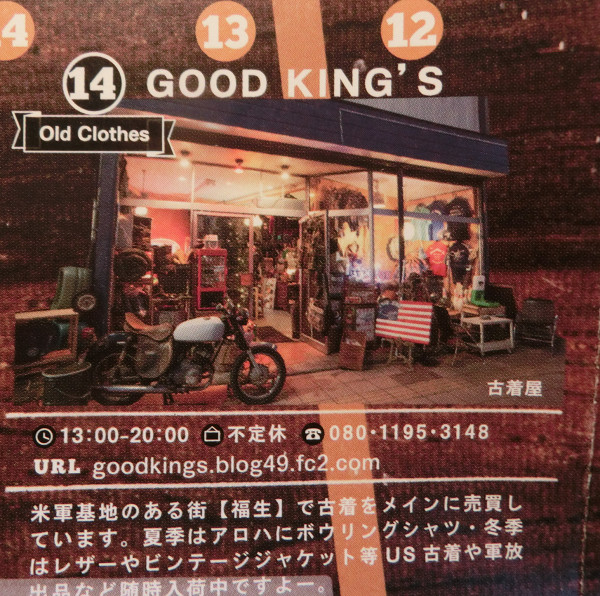 14 13 12
14 GOOD KING'S
Old Clothes
古着屋
13:00-20:00 不定休 080・1195・3148
URL goodkings.blog49.fc2.com
米軍基地のある街【福生】で古着をメインに売買し
ています。夏季はアロハにボウリングシャツ・冬季
はレザーやビンテージジャケット等US古着や軍放
出品など随時入荷中ですよー。